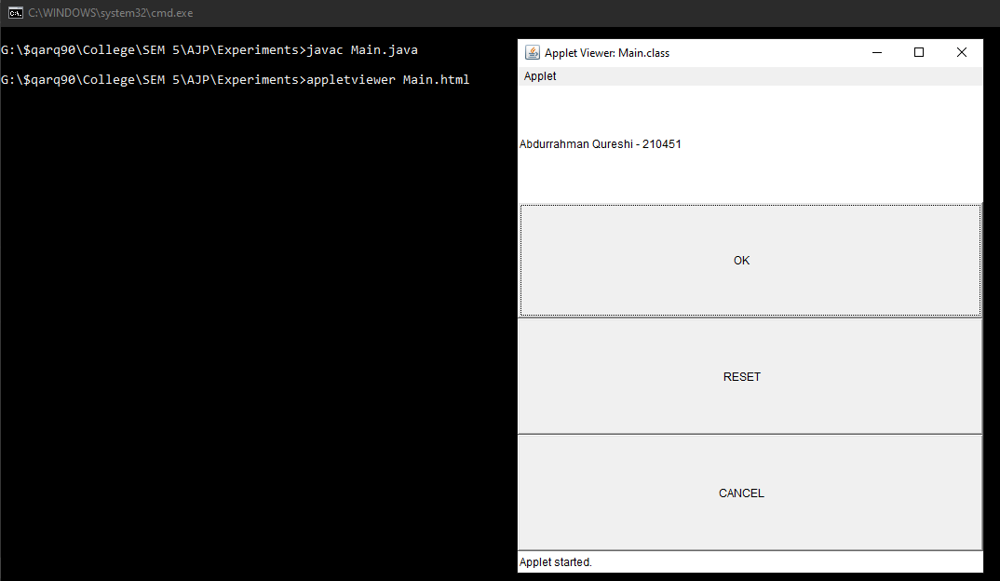 C:\WINDOWS\system32\cmd.exe
G:\$qarq90\College\SEM 5\AJP\Experiments>javac Main.java
G:\$qarq90\College\SEM 5\AJP\Experiments>appletviewer Main.html
Applet Viewer: Main.class
Applet
Abdurrahman Qureshi - 210451
OK
RESET
CANCEL
Applet started.